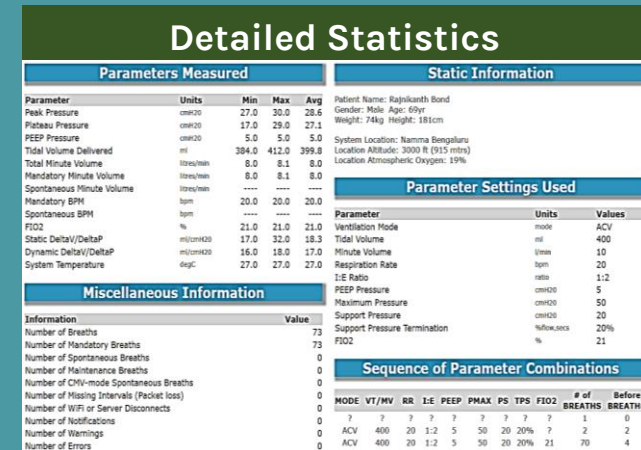 Detailed Statistics
Parameters Measured
Parameter Units Min Max Avg
Peak Pressure cmH20 27.0 30.0 28.6
Plateau Pressure cmH20 17.0 29.0 27.1
PEEP Pressure cmH20 5.0 5.0 5.0
Tidal Volume Delivered ml 384.0 412.0 399.8
Total Minute Volume litres/min 8.0 8.1 8.0
Mandatory Minute Volume litres/min 8.0 8.1 8.0
Spontaneous Minute Volume litres/min ---- ---- ----
Mandatory BPM bpm 20.0 20.0 20.0
Spontaneous BPM bpm ---- ---- ----
FIO2 % 21.0 21.0 21.0
Static DeltaV/DeltaP ml/cmH20 17.0 32.0 18.3
Dynamic DeltaV/DeltaP ml/cmH20 16.0 18.0 17.0
System Temperature degC 27.0 27.0 27.0
Miscellaneous Information
Information Value
Number of Breaths 73
Number of Mandatory Breaths 73
Number of Spontaneous Breaths 0
Number of Maintenance Breaths 0
Number of CMV-mode Spontaneous Breaths 0
Number of Missing Intervals (Packet loss) 0
Number of WiFi or Server Disconnects 0
Number of Notifications 0
Number of Warnings 0
Number of Errors 0
Static Information
Patient Name: Rajnikanth Bond
Gender: Male Age: 69yr
Weight: 74kg Height: 181cm
System Location: Namma Bengaluru
Location Altitude: 3000 ft (915 mtrs)
Location Atmospheric Oxygen: 19%
Parameter Settings Used
Parameter Units Values
Ventilation Mode mode ACV
Tidal Volume ml 400
Minute Volume l/min 10
Respiration Rate bpm 20
I:E Ratio ratio 1:2
PEEP Pressure cmH20 5
Maximum Pressure cmH20 50
Support Pressure cmH20 20
Support Pressure Termination %flow,secs 20%
FIO2 % 21
Sequence of Parameter Combinations
MODE VT/MV RR I:E PEEP PMAX PS TPS FIO2 # of BREATHS Before BREATH
? ? ? ? ? ? ? ? ? 1 0
ACV 400 20 1:2 5 50 20 20% ? 2 2
ACV 400 20 1:2 5 50 20 20% 21 70 4